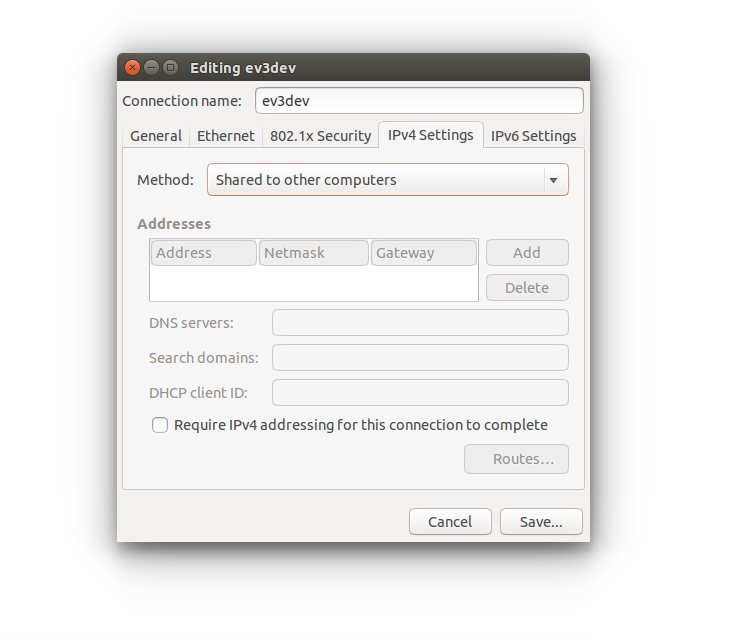 Editing ev3dev
Connection name: ev3dev
General Ethernet 802.1x Security IPv4 Settings IPv6 Settings
Method: Shared to other computers
Addresses
Address Netmask Gateway Add
Delete
DNS servers:
Search domains:
DHCP client ID:
Require IPv4 addressing for this connection to complete
Routes...
Cancel Save...